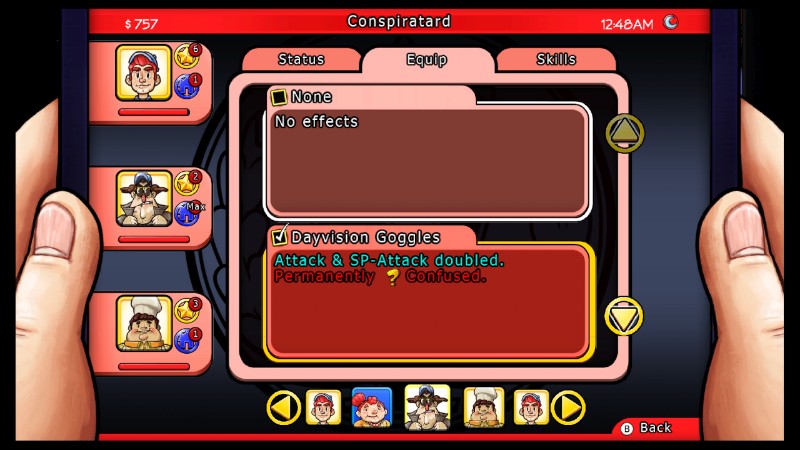 $ 757
Conspiratard
12:48AM
Status
Equip
Skills
None
No effects
Dayvision Goggles
Attack & SP-Attack doubled.
Permanently ? Confused.
6
1
2
Max
3
1
B Back